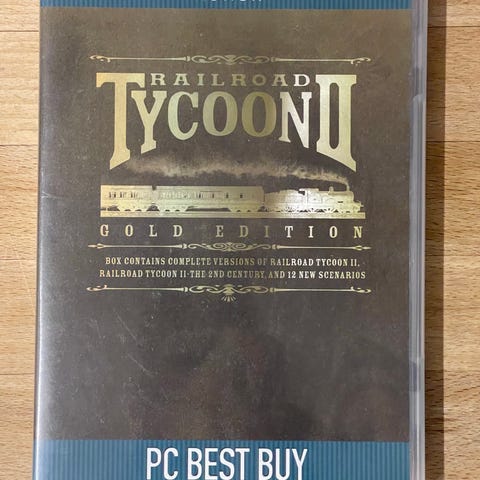 RAILROAD
TYCOON II
GOLD EDITION
BOX CONTAINS COMPLETE VERSIONS OF RAILROAD TYCOON II,
RAILROAD TYCOON II-THE 2ND CENTURY, AND 12 NEW SCENARIOS
PC BEST BUY